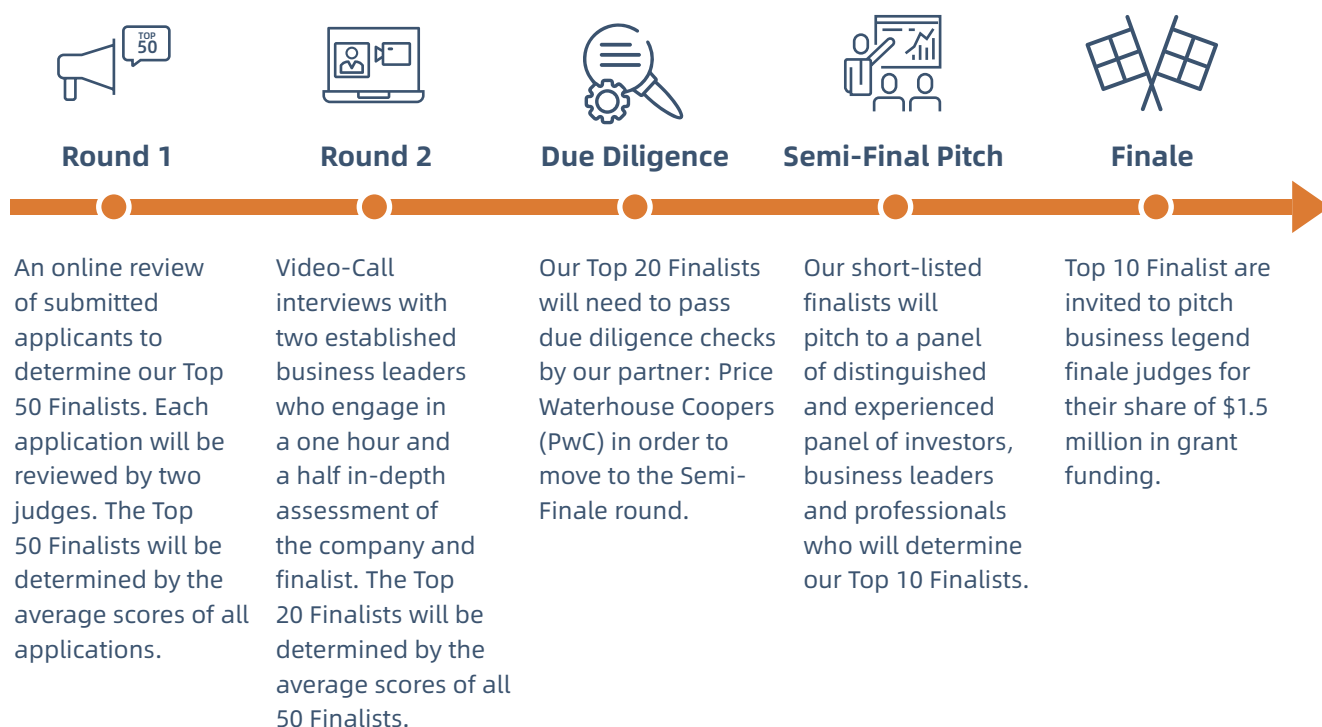 TOP
50
Round 1
Round 2
Due Diligence
Semi-Final Pitch
Finale
An online review
of submitted
applicants to
determine our Top
50 Finalists. Each
application will be
reviewed by two
judges. The Top
50 Finalists will be
determined by the
average scores of all
applications.
Video-Call
interviews with
two established
business leaders
who engage in
a one hour and
a half in-depth
assessment of
the company and
finalist. The Top
20 Finalists will be
determined by the
average scores of all
50 Finalists.
Our Top 20 Finalists
will need to pass
due diligence checks
by our partner: Price
Waterhouse Coopers
(PwC) in order to
move to the Semi-
Finale round.
Our short-listed
finalists will
pitch to a panel
of distinguished
and experienced
panel of investors,
business leaders
and professionals
who will determine
our Top 10 Finalists.
Top 10 Finalist are
invited to pitch
business legend
finale judges for
their share of $1.5
million in grant
funding.